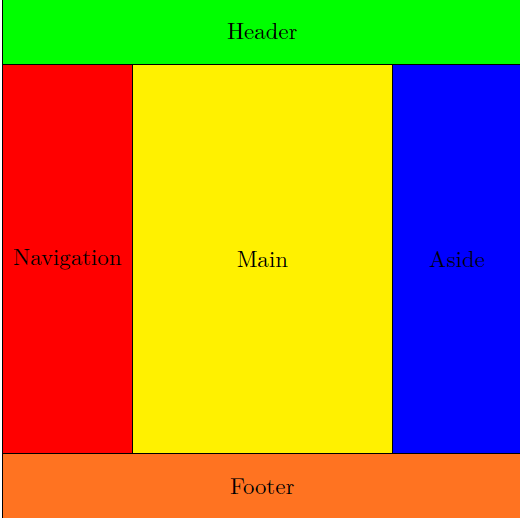 Header
Navigation
Main
Aside
Footer